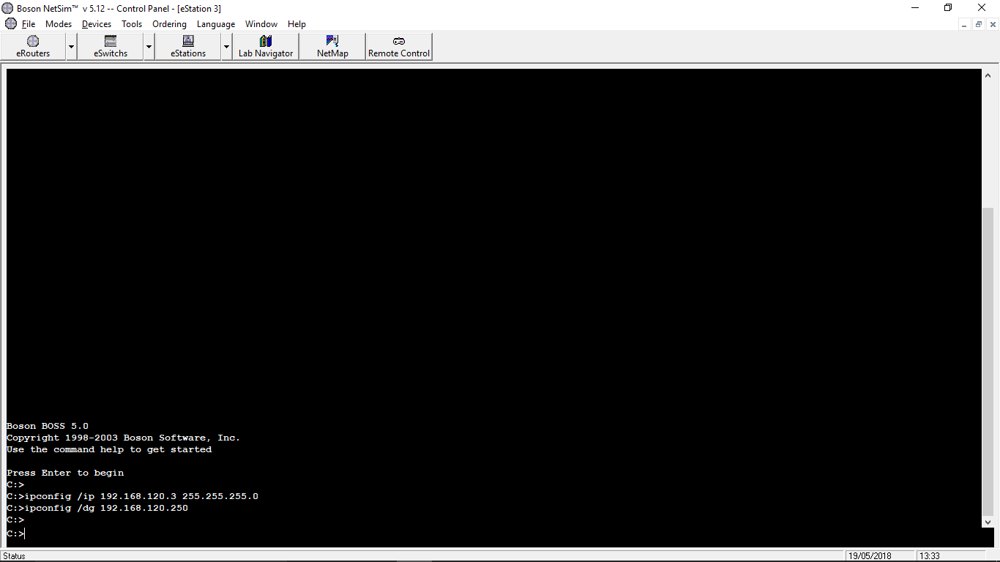 Boson NetSim™ v 5.12 -- Control Panel - [eStation 3]
File Modes Devices Tools Ordering Language Window Help
eRouters eSwitchs eStations Lab Navigator NetMap Remote Control
Boson BOSS 5.0
Copyright 1998-2003 Boson Software, Inc.
Use the command help to get started
Press Enter to begin
C:>
C:>ipconfig /ip 192.168.120.3 255.255.255.0
C:>ipconfig /dg 192.168.120.250
C:>
C:>
Status 19/05/2018 13:33